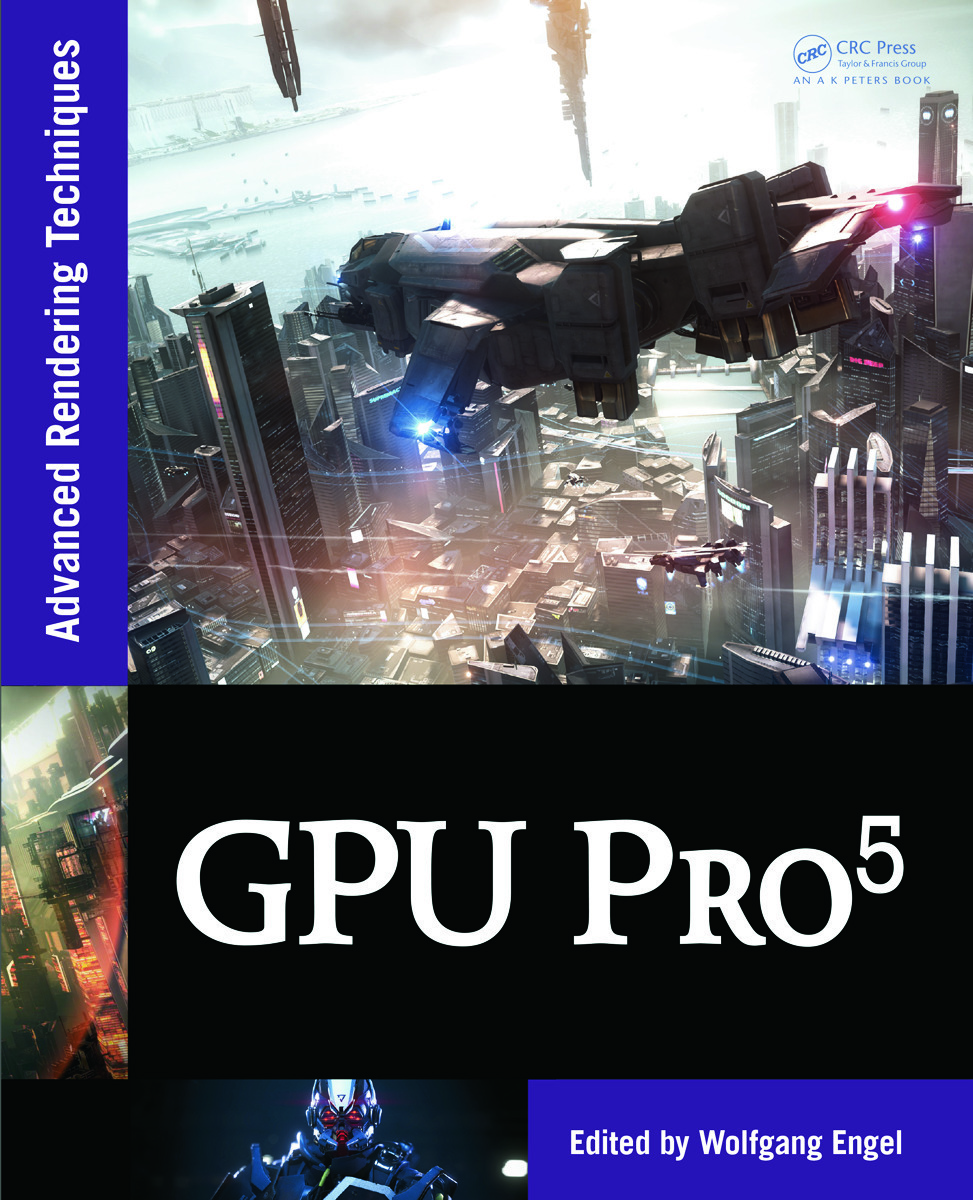 CRC
CRC Press
Taylor & Francis Group
AN A K PETERS BOOK
Advanced Rendering Techniques
GPU PRO5
Edited by Wolfgang Engel